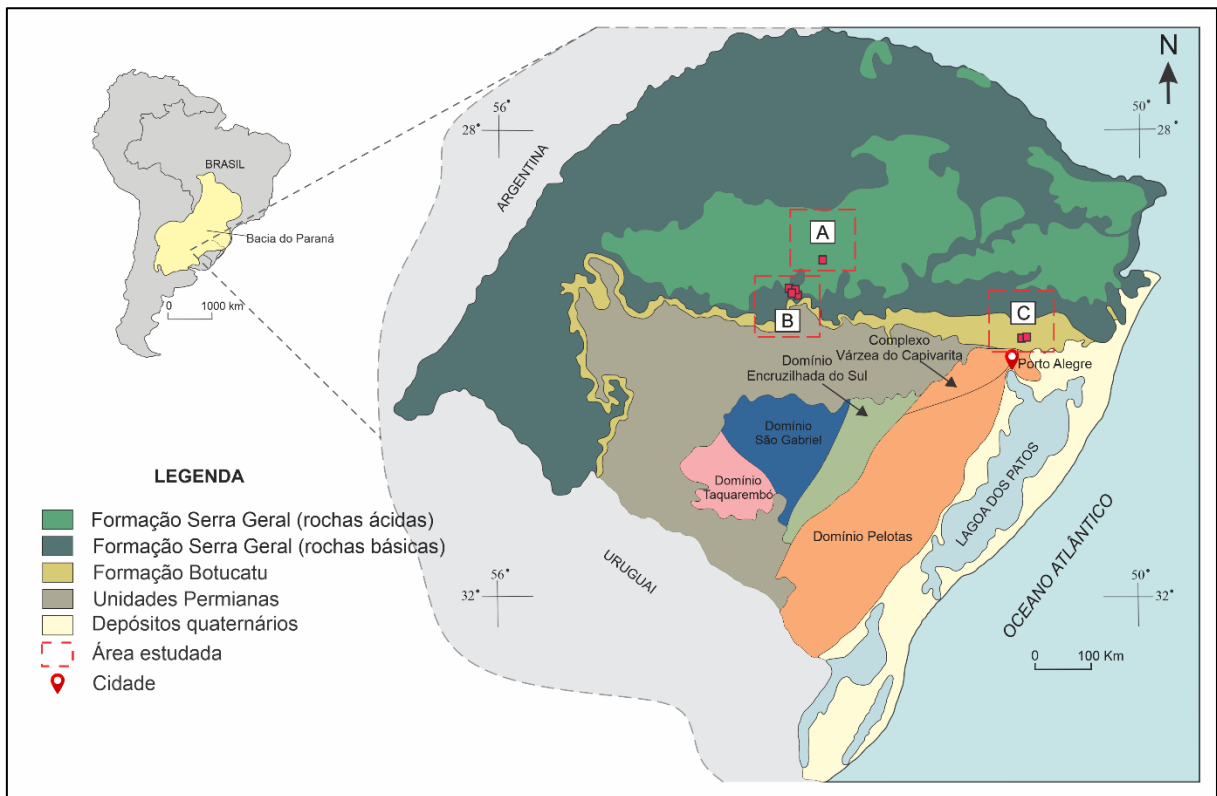 BRASIL
Bacia do Paraná
0 1000 km
N
56°
28°
50°
28°
ARGENTINA
A
B
C
Complexo
Várzea do Capivarita
Domínio
Encruzilhada do Sul
Porto Alegre
Domínio
São Gabriel
Domínio
Taquarembó
Domínio Pelotas
LAGOA DOS PATOS
OCEANO ATLÂNTICO
URUGUAI
56°
32°
50°
32°
0 100 Km
LEGENDA
Formação Serra Geral (rochas ácidas)
Formação Serra Geral (rochas básicas)
Formação Botucatu
Unidades Permianas
Depósitos quaternários
Área estudada
Cidade